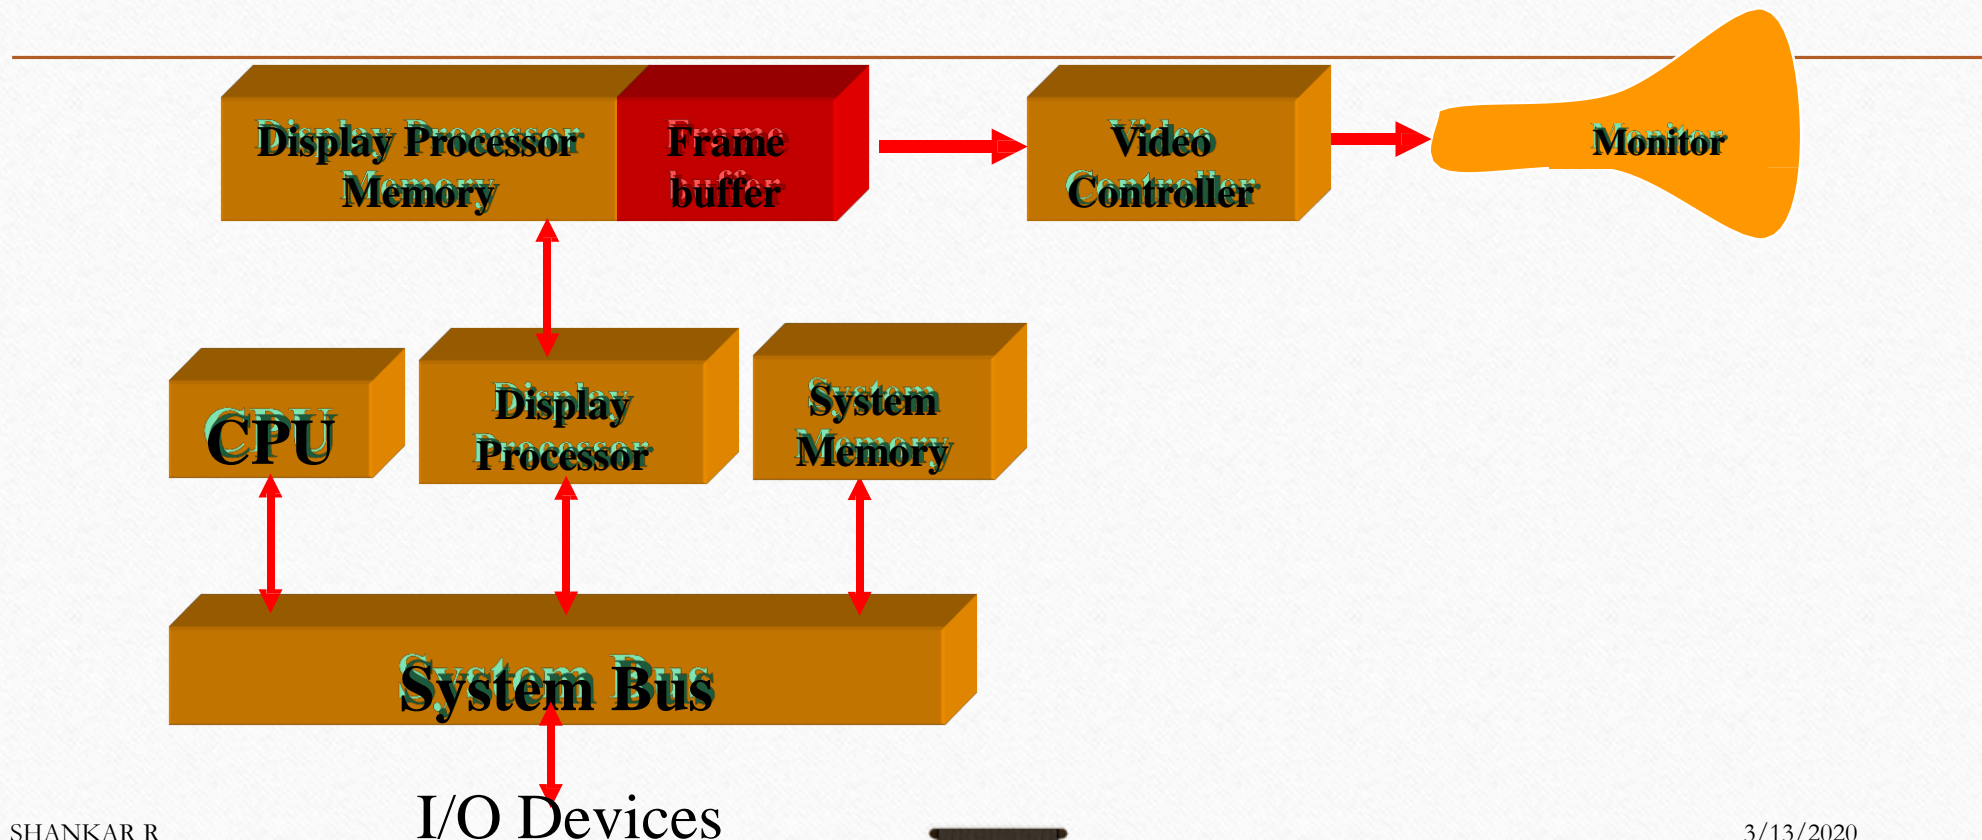 Display Processor
Memory
Frame
buffer
Video
Controller
Monitor
CPU
Display
Processor
System
Memory
System Bus
I/O Devices
SHANKAR R
3/13/2020